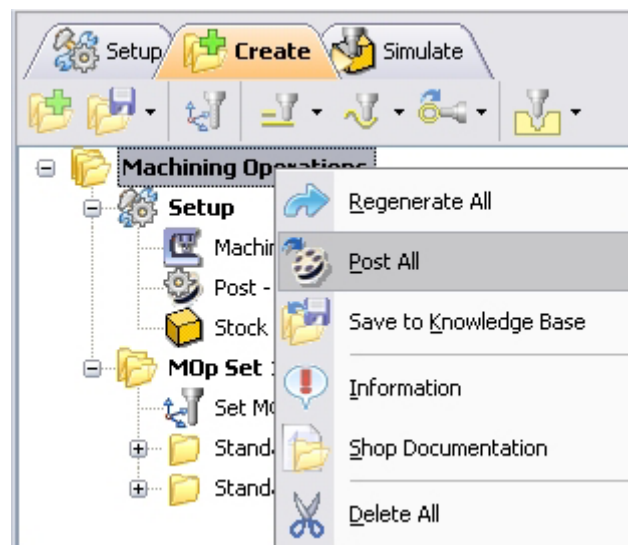 Setup Create Simulate
Machining Operations
Regenerate All
Setup
Machin
Post All
Post -
Save to Knowledge Base
Stock
MOp Set
Information
Set MO
Shop Documentation
Stand
Stand
Delete All